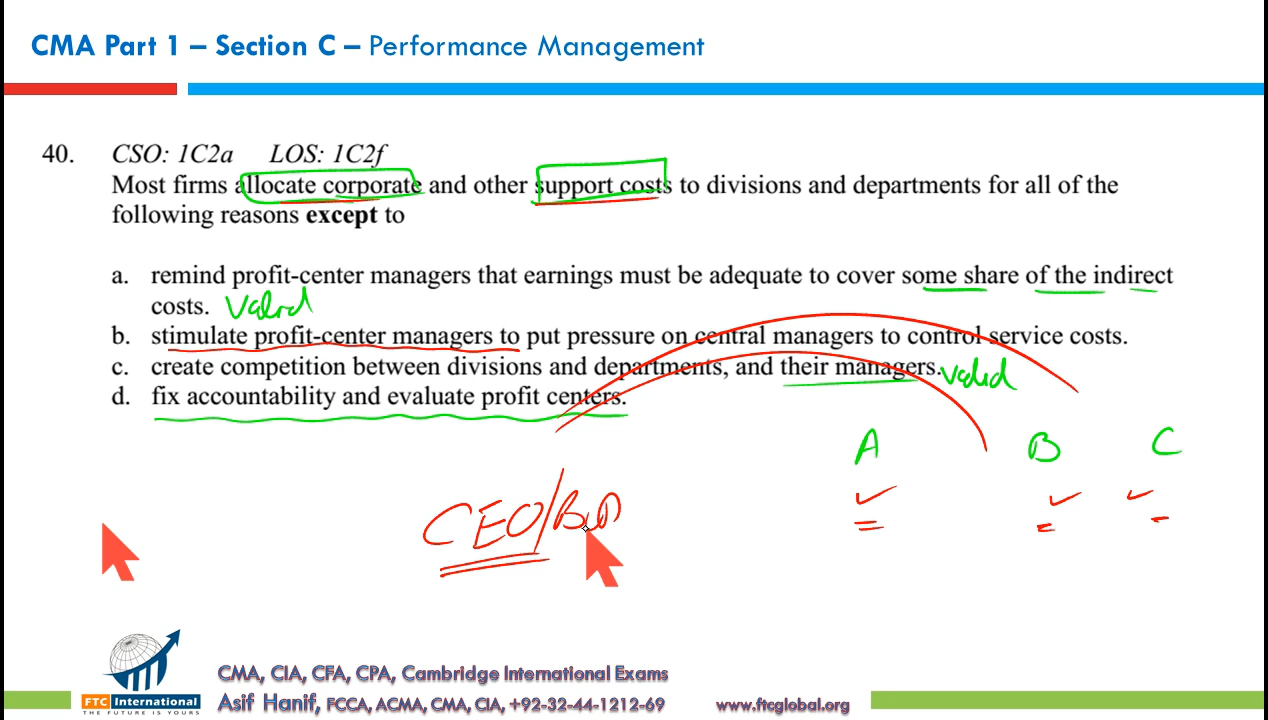 CMA Part 1 – Section C – Performance Management
40. CSO: 1C2a LOS: 1C2f
Most firms allocate corporate and other support costs to divisions and departments for all of the
following reasons except to
a. remind profit-center managers that earnings must be adequate to cover some share of the indirect
costs. Valid
b. stimulate profit-center managers to put pressure on central managers to control service costs.
c. create competition between divisions and departments, and their managers. Valid
d. fix accountability and evaluate profit centers.
A B C
CEO/BOD
FTC International
THE FUTURE IS YOURS
CMA, CIA, CFA, CPA, Cambridge International Exams
Asif Hanif, FCCA, ACMA, CMA, CIA, +92-32-44-1212-69 www.ftcglobal.org